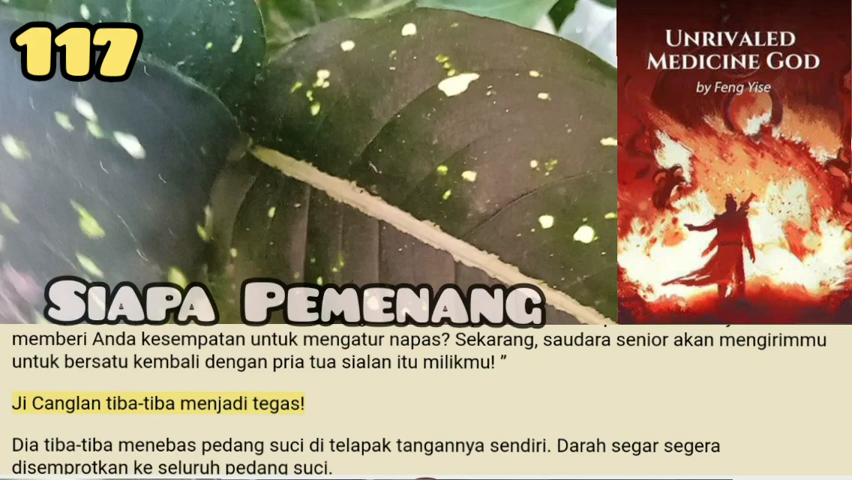 117
UNRIVALED
MEDICINE GOD
by Feng Yise
SIAPA PEMENANG
memberi Anda kesempatan untuk mengatur napas? Sekarang, saudara senior akan mengirimmu
untuk bersatu kembali dengan pria tua sialan itu milikmu! ”
Ji Canglan tiba-tiba menjadi tegas!
Dia tiba-tiba menebas pedang suci di telapak tangannya sendiri. Darah segar segera
disemprotkan ke seluruh pedang suci.